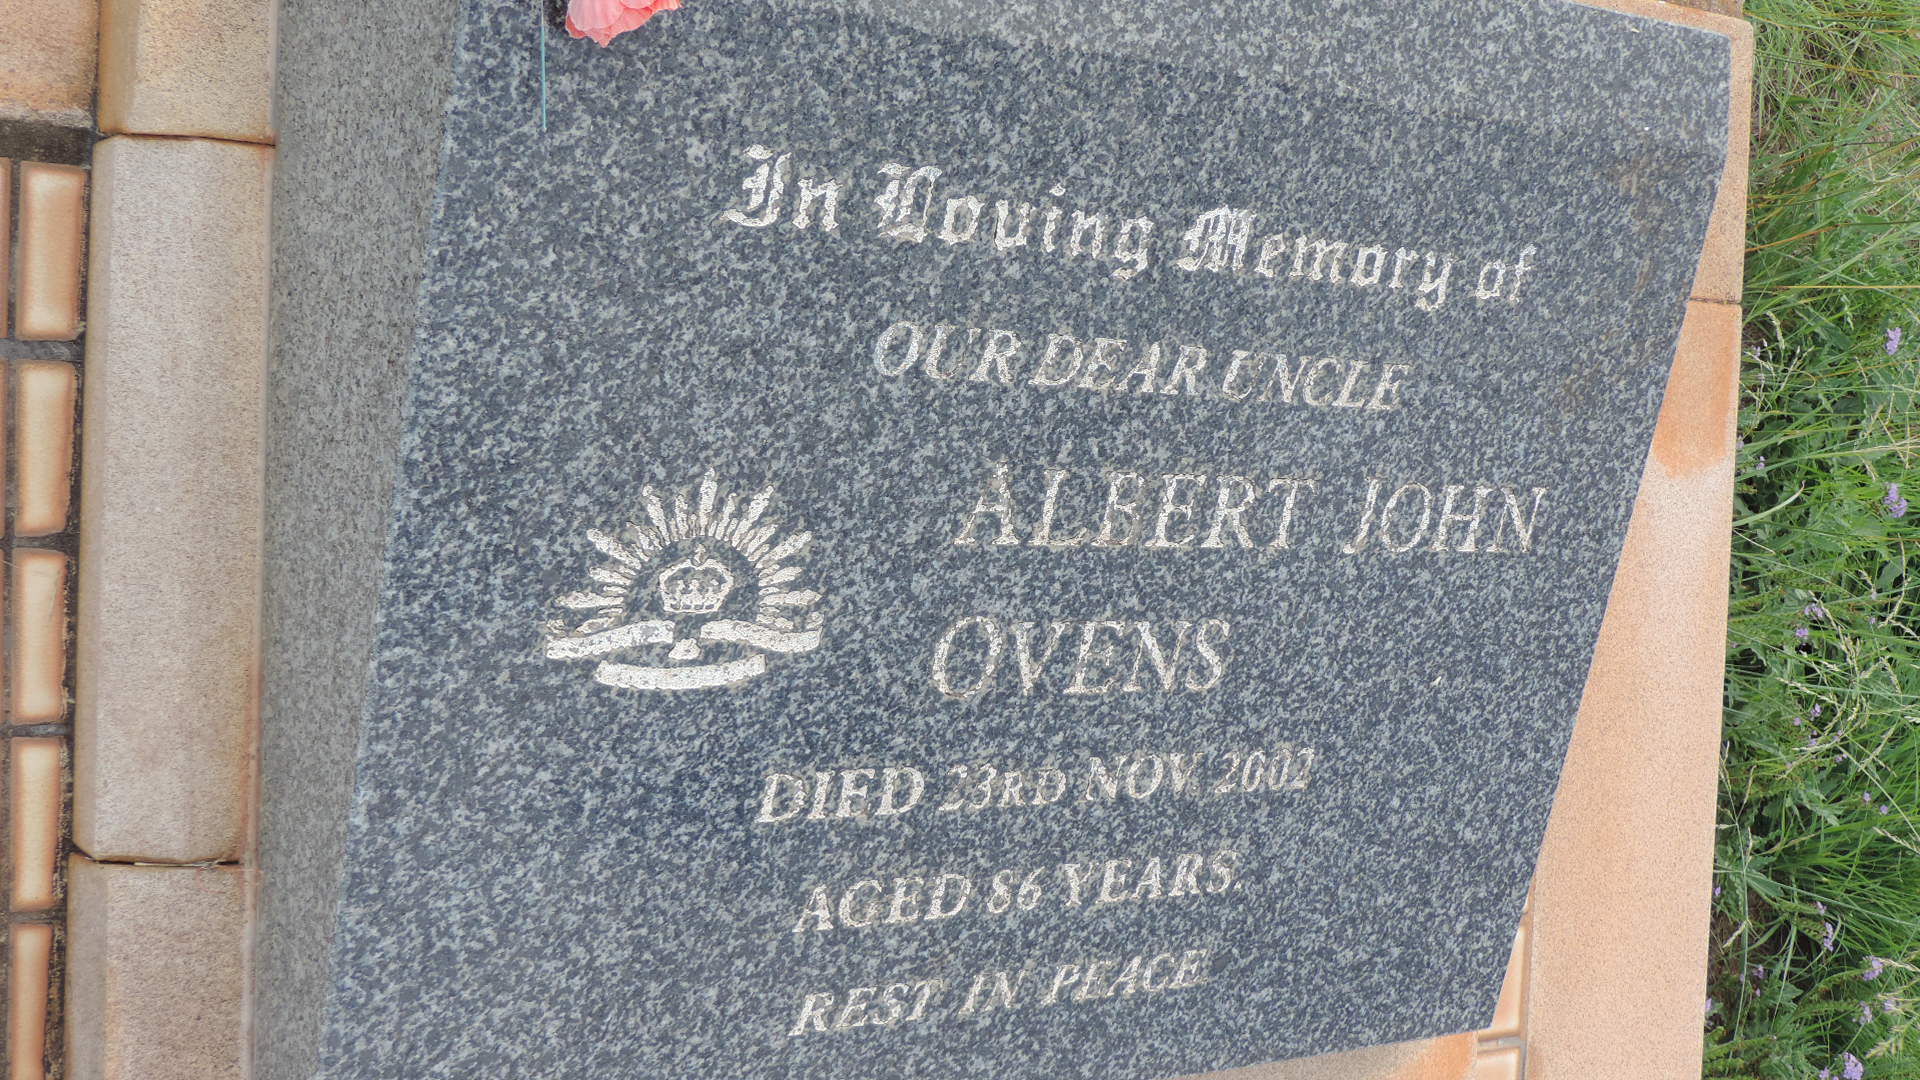 In Loving Memory of
OUR DEAR UNCLE
ALBERT JOHN
OVENS
DIED 23RD NOV. 2002
AGED 86 YEARS.
REST IN PEACE